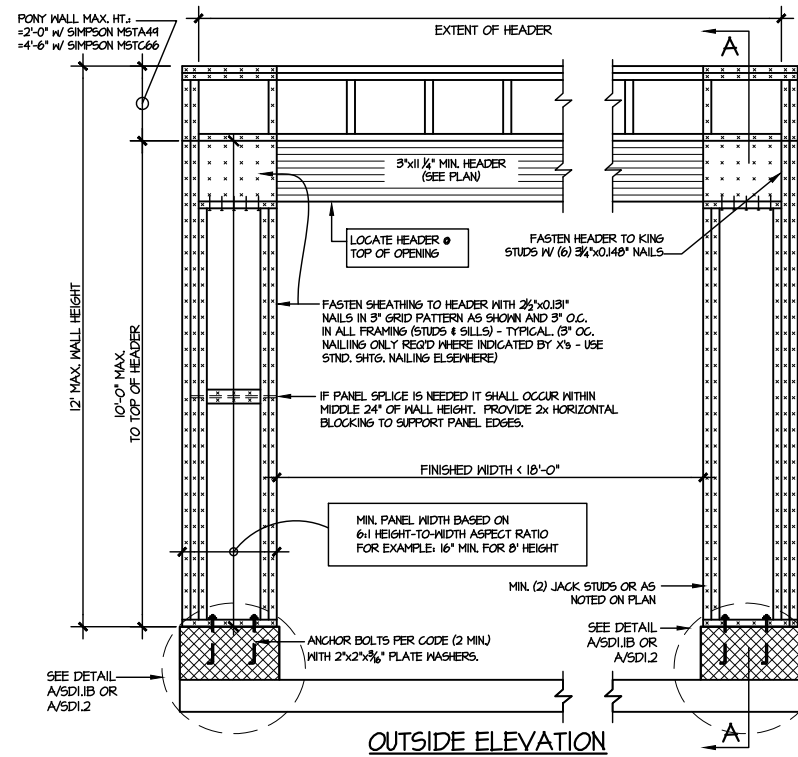 PONY WALL MAX. HT.:
=2'-0" W/ SIMPSON MSTA49
=4'-6" W/ SIMPSON MSTC66
EXTENT OF HEADER
A
3"x11 1/4" MIN. HEADER
(SEE PLAN)
LOCATE HEADER @
TOP OF OPENING
FASTEN HEADER TO KING
STUDS W/ (6) 3 1/4"x0.148" NAILS
FASTEN SHEATHING TO HEADER WITH 2 1/2"x0.131"
NAILS IN 3" GRID PATTERN AS SHOWN AND 3" O.C.
IN ALL FRAMING (STUDS & SILLS) - TYPICAL. (3" OC.
NAILIING ONLY REQ'D WHERE INDICATED BY X's - USE
STND. SHTG. NAILING ELSEWHERE)
12' MAX. WALL HEIGHT
10'-0" MAX.
TO TOP OF HEADER
IF PANEL SPLICE IS NEEDED IT SHALL OCCUR WITHIN
MIDDLE 24" OF WALL HEIGHT. PROVIDE 2x HORIZONTAL
BLOCKING TO SUPPORT PANEL EDGES.
FINISHED WIDTH < 18'-0"
MIN. PANEL WIDTH BASED ON
6:1 HEIGHT-TO-WIDTH ASPECT RATIO
FOR EXAMPLE: 16" MIN. FOR 8' HEIGHT
MIN. (2) JACK STUDS OR AS
NOTED ON PLAN
ANCHOR BOLTS PER CODE (2 MIN.)
WITH 2"x2"x3/16" PLATE WASHERS.
SEE DETAIL
A/SD1.1B OR
A/SD1.2
SEE DETAIL
A/SD1.1B OR
A/SD1.2
A
OUTSIDE ELEVATION